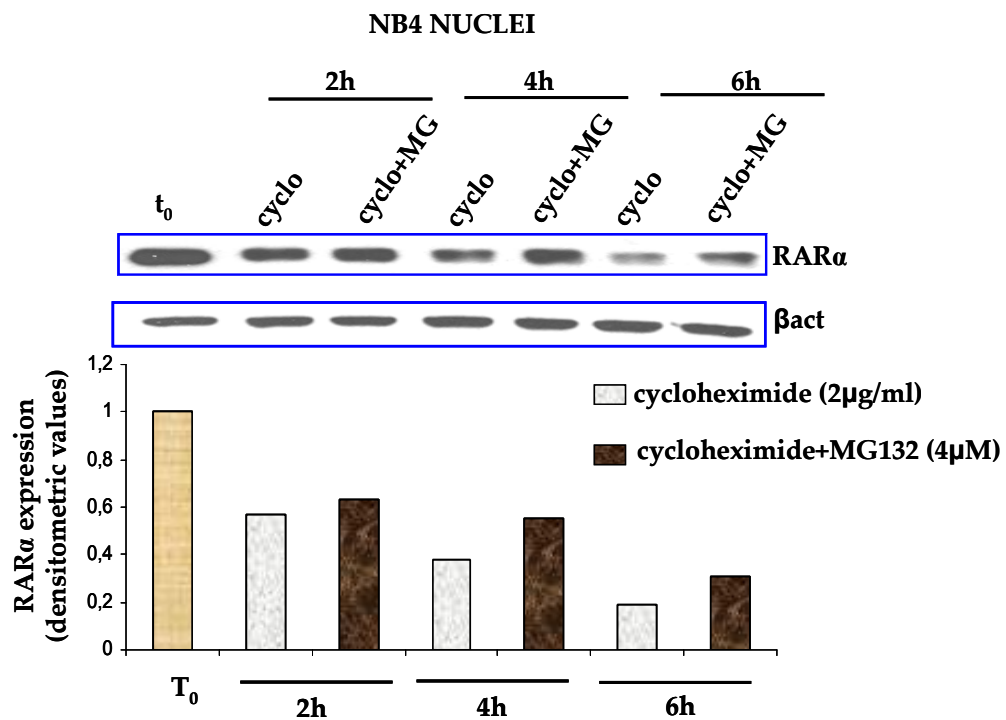 NB4 NUCLEI
2h 4h 6h
t₀ cyclo cyclo+MG cyclo cyclo+MG cyclo cyclo+MG
RARα
βact
RARα expression
(densitometric values)
1,2
1
0,8
0,6
0,4
0,2
0
cycloheximide (2μg/ml)
cycloheximide+MG132 (4μM)
T₀ 2h 4h 6h